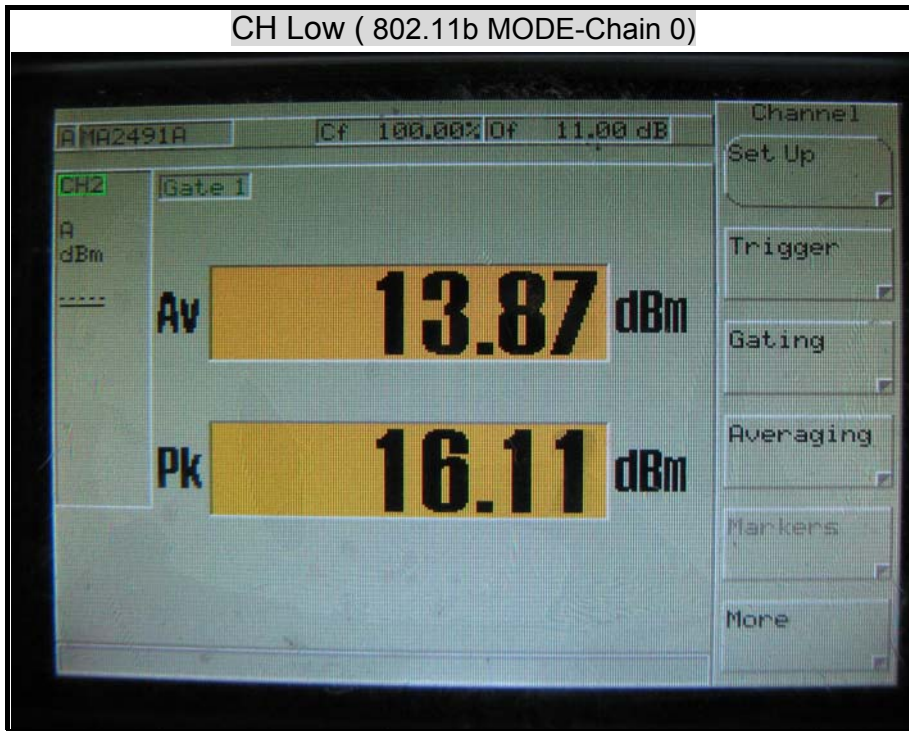 CH Low ( 802.11b MODE-Chain 0)
A MA2491A Cf 100.00% Of 11.00 dB
CH2 Gate 1
A
dBm
-----
Av 13.87 dBm
Pk 16.11 dBm
Channel
Set Up
Trigger
Gating
Averaging
Markers
More